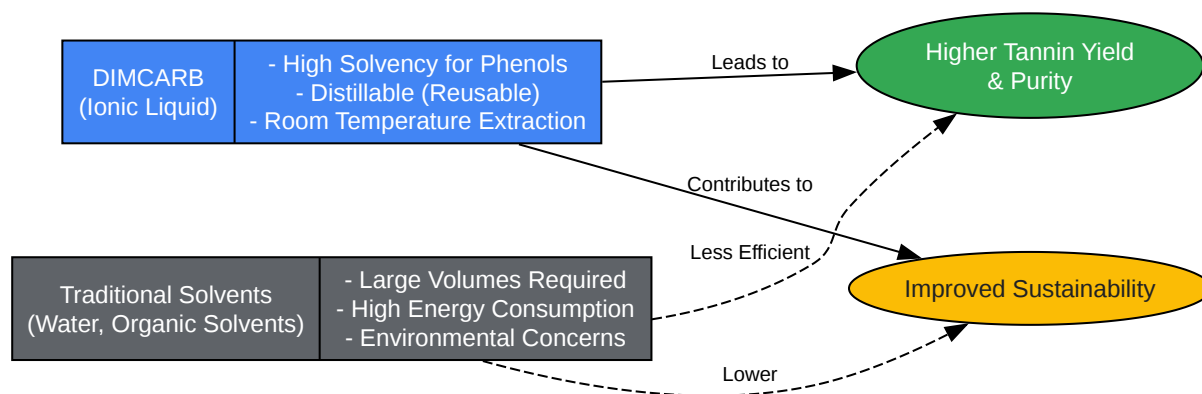 DIMCARB
(Ionic Liquid)
- High Solvency for Phenols
- Distillable (Reusable)
- Room Temperature Extraction
Leads to
Higher Tannin Yield
& Purity
Contributes to
Less Efficient
Traditional Solvents
(Water, Organic Solvents)
- Large Volumes Required
- High Energy Consumption
- Environmental Concerns
Improved Sustainability
Lower